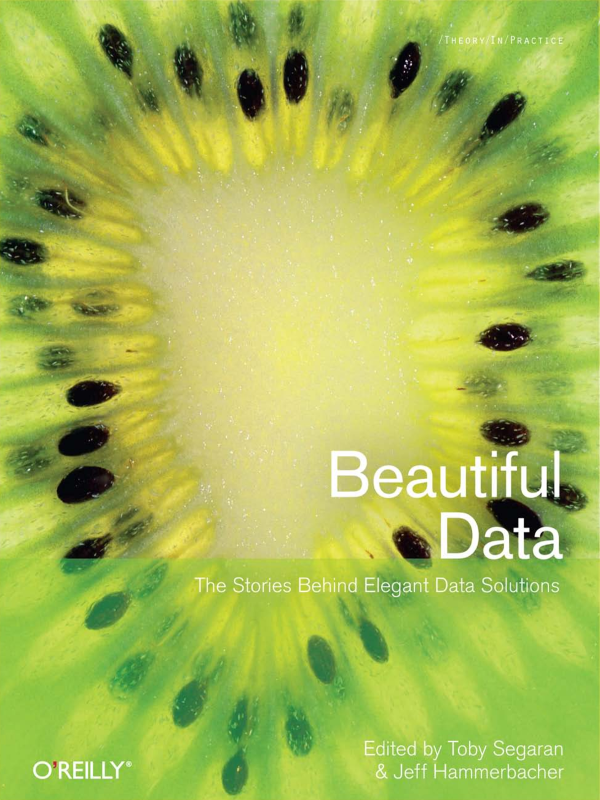 /THEORY/IN/PRACTICE
Beautiful
Data
The Stories Behind Elegant Data Solutions
Edited by Toby Segaran
& Jeff Hammerbacher
O'REILLY®